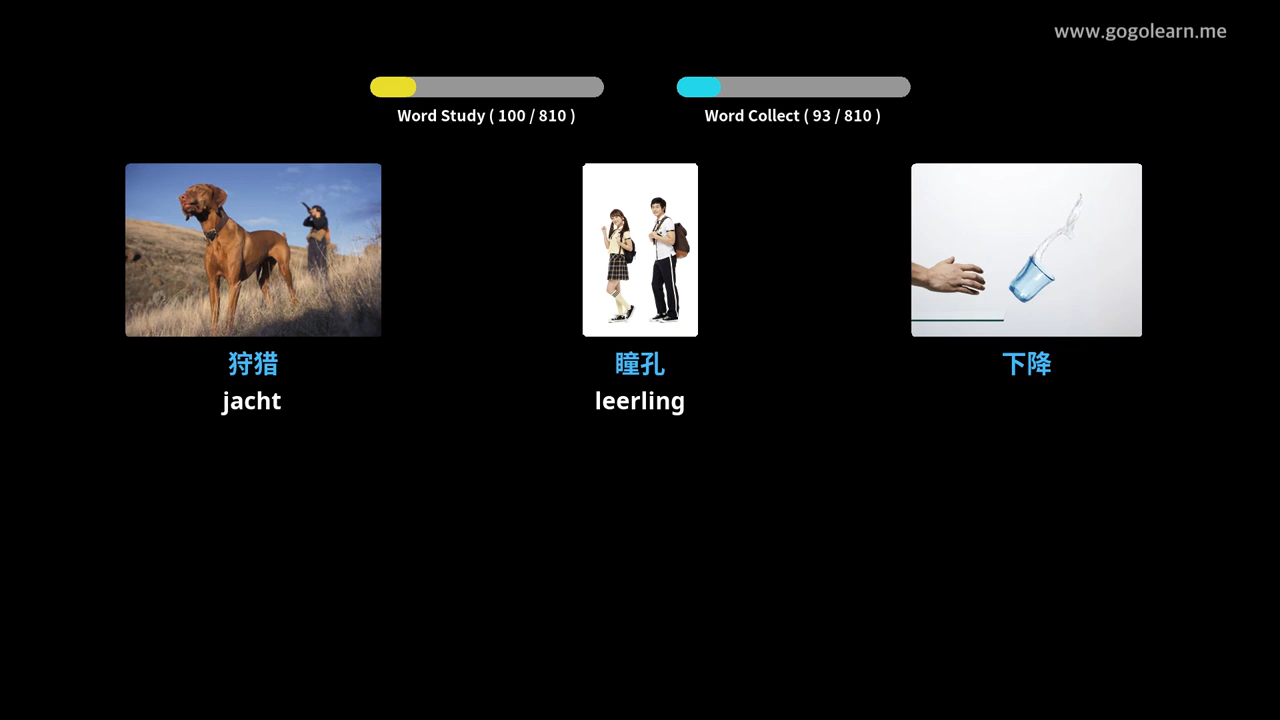 www.gogolearn.me
Word Study ( 100 / 810 )
Word Collect ( 93 / 810 )
狩猎
瞳孔
下降
jacht
leerling